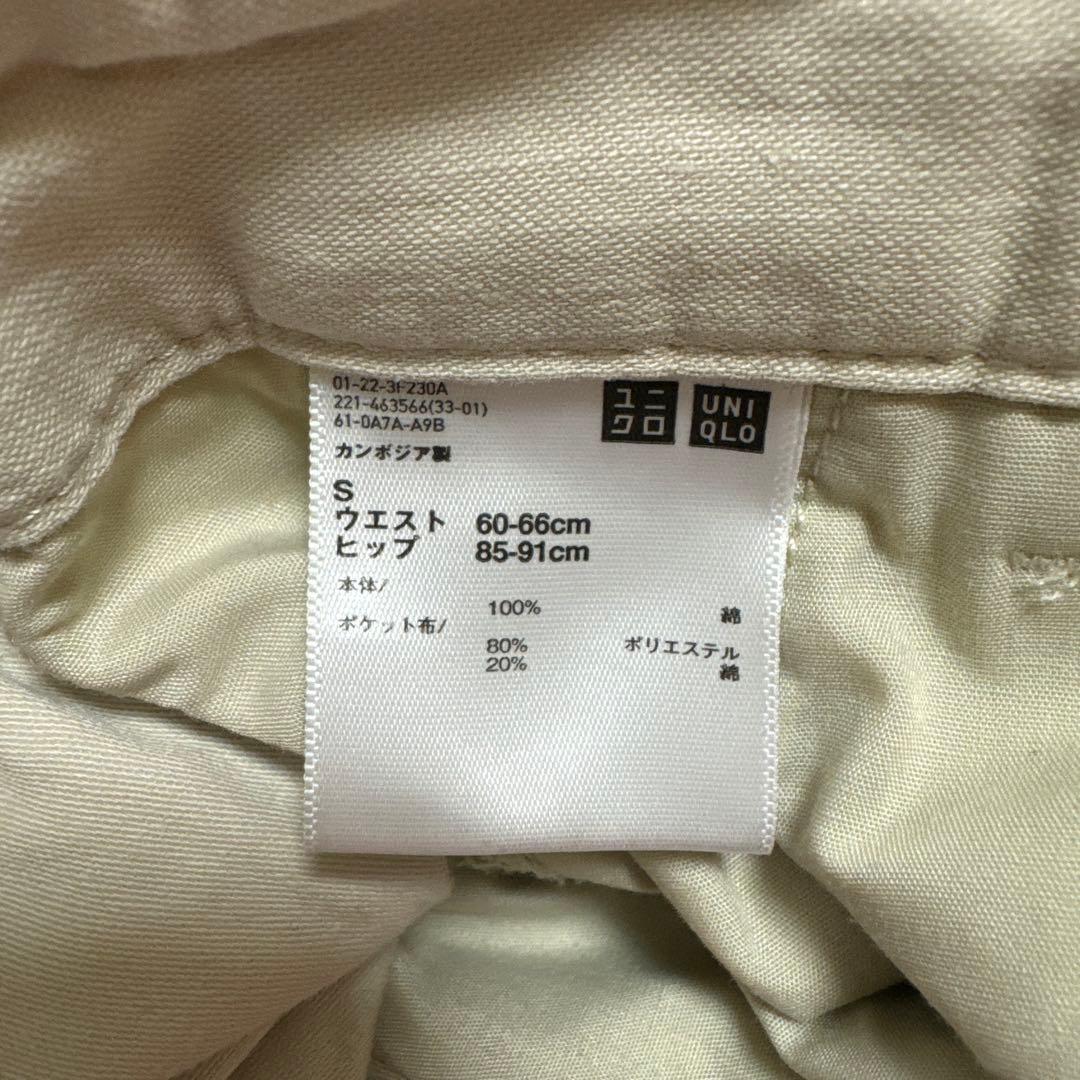 01-22-3F230A
221-463566(33-01)
61-0A7A-A9B
カンボジア製
ユニクロ
UNIQLO
S
ウエスト 60-66cm
ヒップ 85-91cm
本体/
100% 綿
ポケット布/
80% ポリエステル
20% 綿